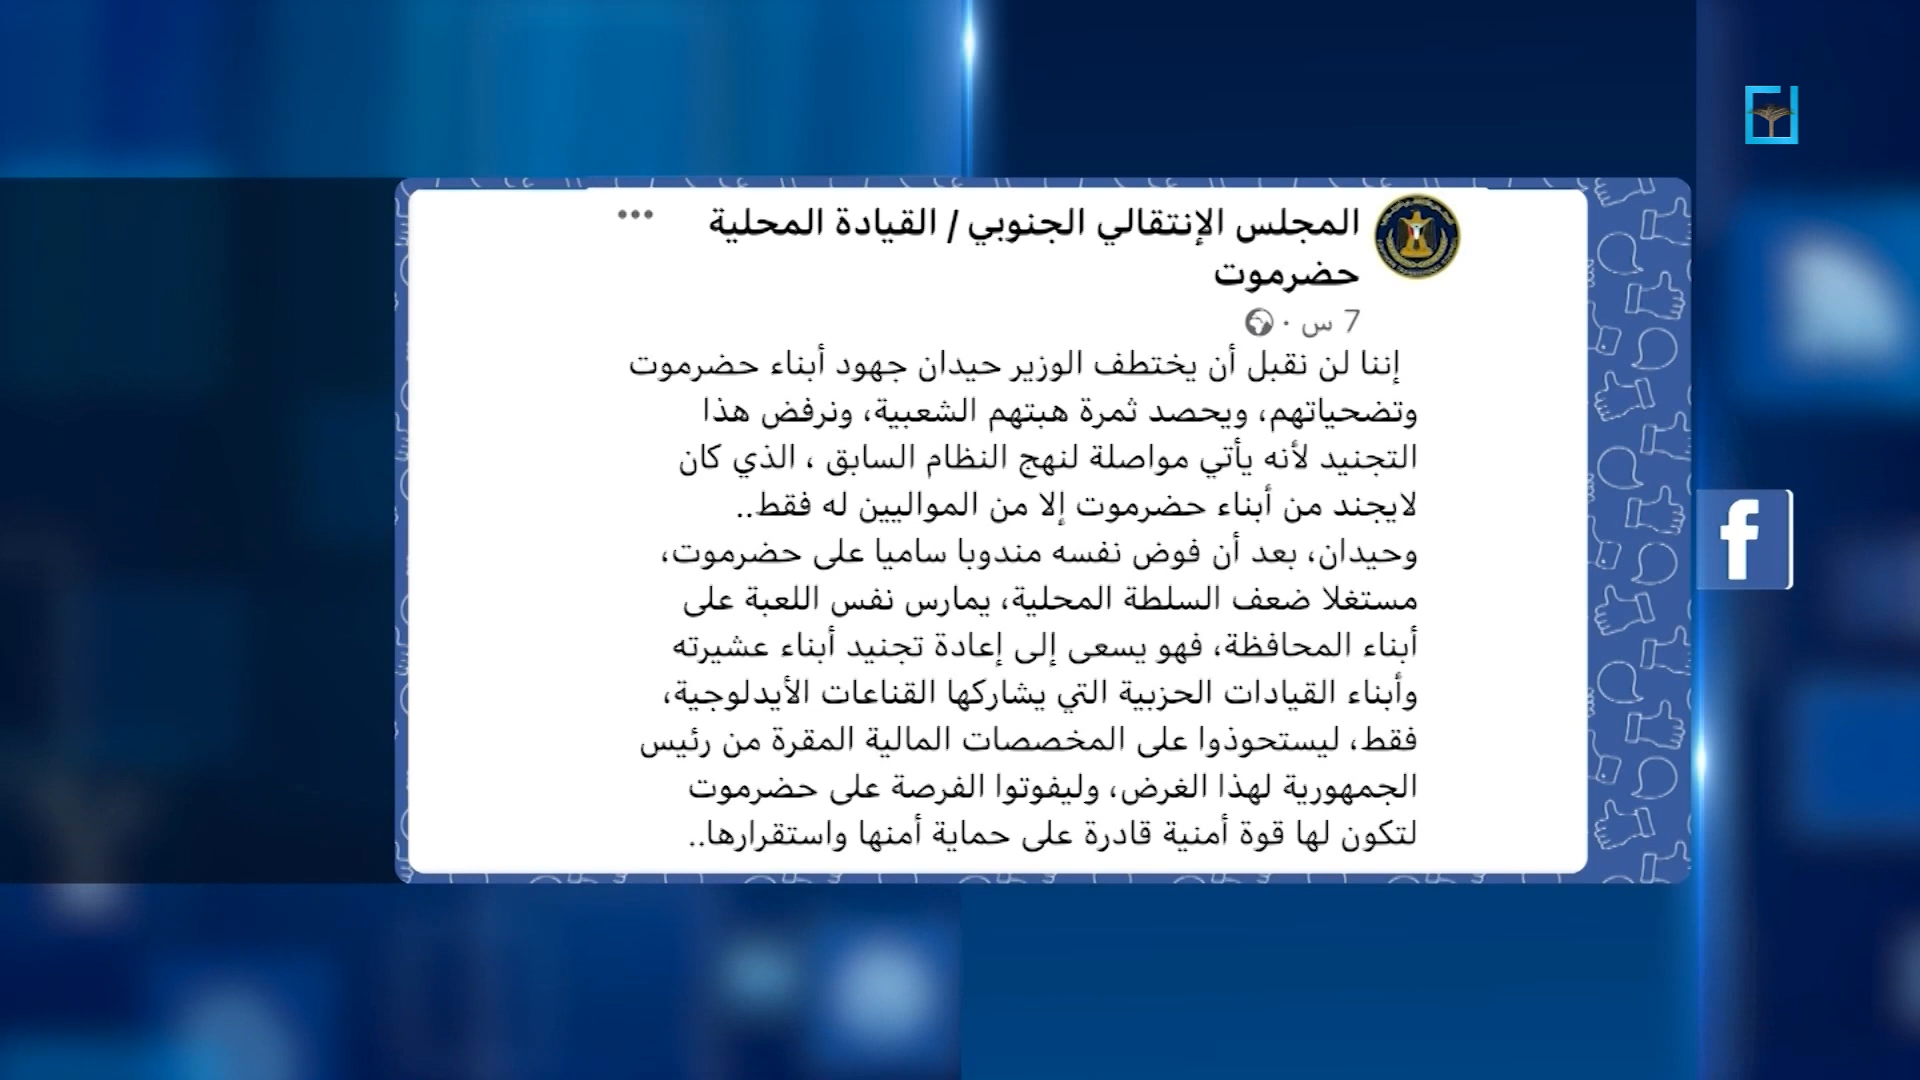 المجلس الإنتقالي الجنوبي / القيادة المحلية
حضرموت
7 س ·
إننا لن نقبل أن يختطف الوزير حيدان جهود أبناء حضرموت
وتضحياتهم، ويحصد ثمرة هبتهم الشعبية، ونرفض هذا
التجنيد لأنه يأتي مواصلة لنهج النظام السابق ، الذي كان
لايجند من أبناء حضرموت إلا من المواليين له فقط..
وحيدان، بعد أن فوض نفسه مندوبا ساميا على حضرموت،
مستغلا ضعف السلطة المحلية، يمارس نفس اللعبة على
أبناء المحافظة، فهو يسعى إلى إعادة تجنيد أبناء عشيرته
وأبناء القيادات الحزبية التي يشاركها القناعات الأيدلوجية،
فقط، ليستحوذوا على المخصصات المالية المقرة من رئيس
الجمهورية لهذا الغرض، وليفوتوا الفرصة على حضرموت
لتكون لها قوة أمنية قادرة على حماية أمنها واستقرارها..
f